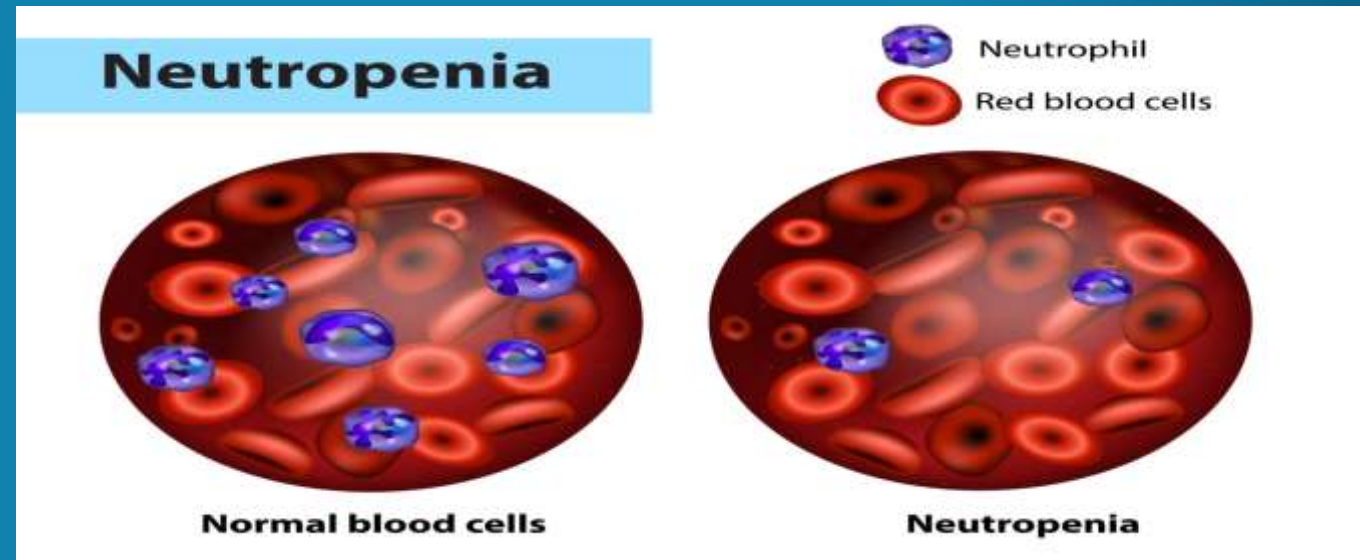 Neutropenia
Neutrophil
Red blood cells
Normal blood cells
Neutropenia